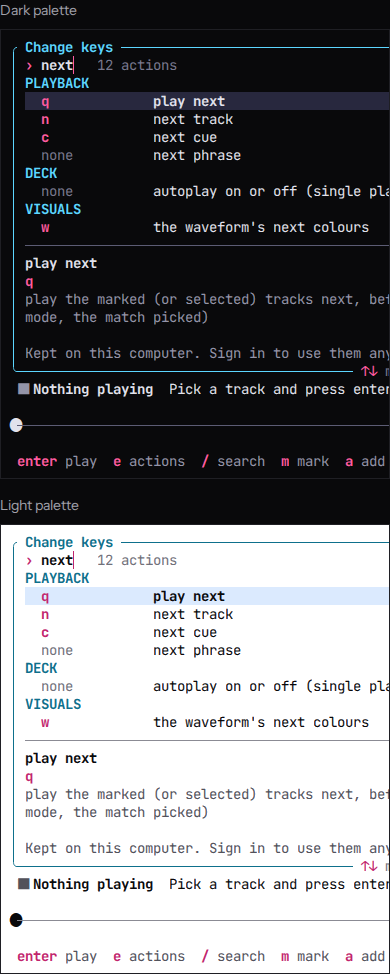 Dark palette
Change keys
› next 12 actions
PLAYBACK
q play next
n next track
c next cue
none next phrase
DECK
none autoplay on or off (single pla
VISUALS
w the waveform's next colours
play next
q
play the marked (or selected) tracks next, bef
mode, the match picked)
Kept on this computer. Sign in to use them any
↑↓ m
Nothing playing Pick a track and press enter
enter play e actions / search m mark a add
Light palette
Change keys
› next 12 actions
PLAYBACK
q play next
n next track
c next cue
none next phrase
DECK
none autoplay on or off (single pla
VISUALS
w the waveform's next colours
play next
q
play the marked (or selected) tracks next, bef
mode, the match picked)
Kept on this computer. Sign in to use them any
↑↓ m
Nothing playing Pick a track and press enter
enter play e actions / search m mark a add